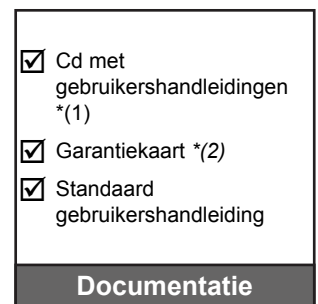 Cd met
gebruikershandleidingen
*(1)
Garantiekaart *(2)
Standaard
gebruikershandleiding
Documentatie